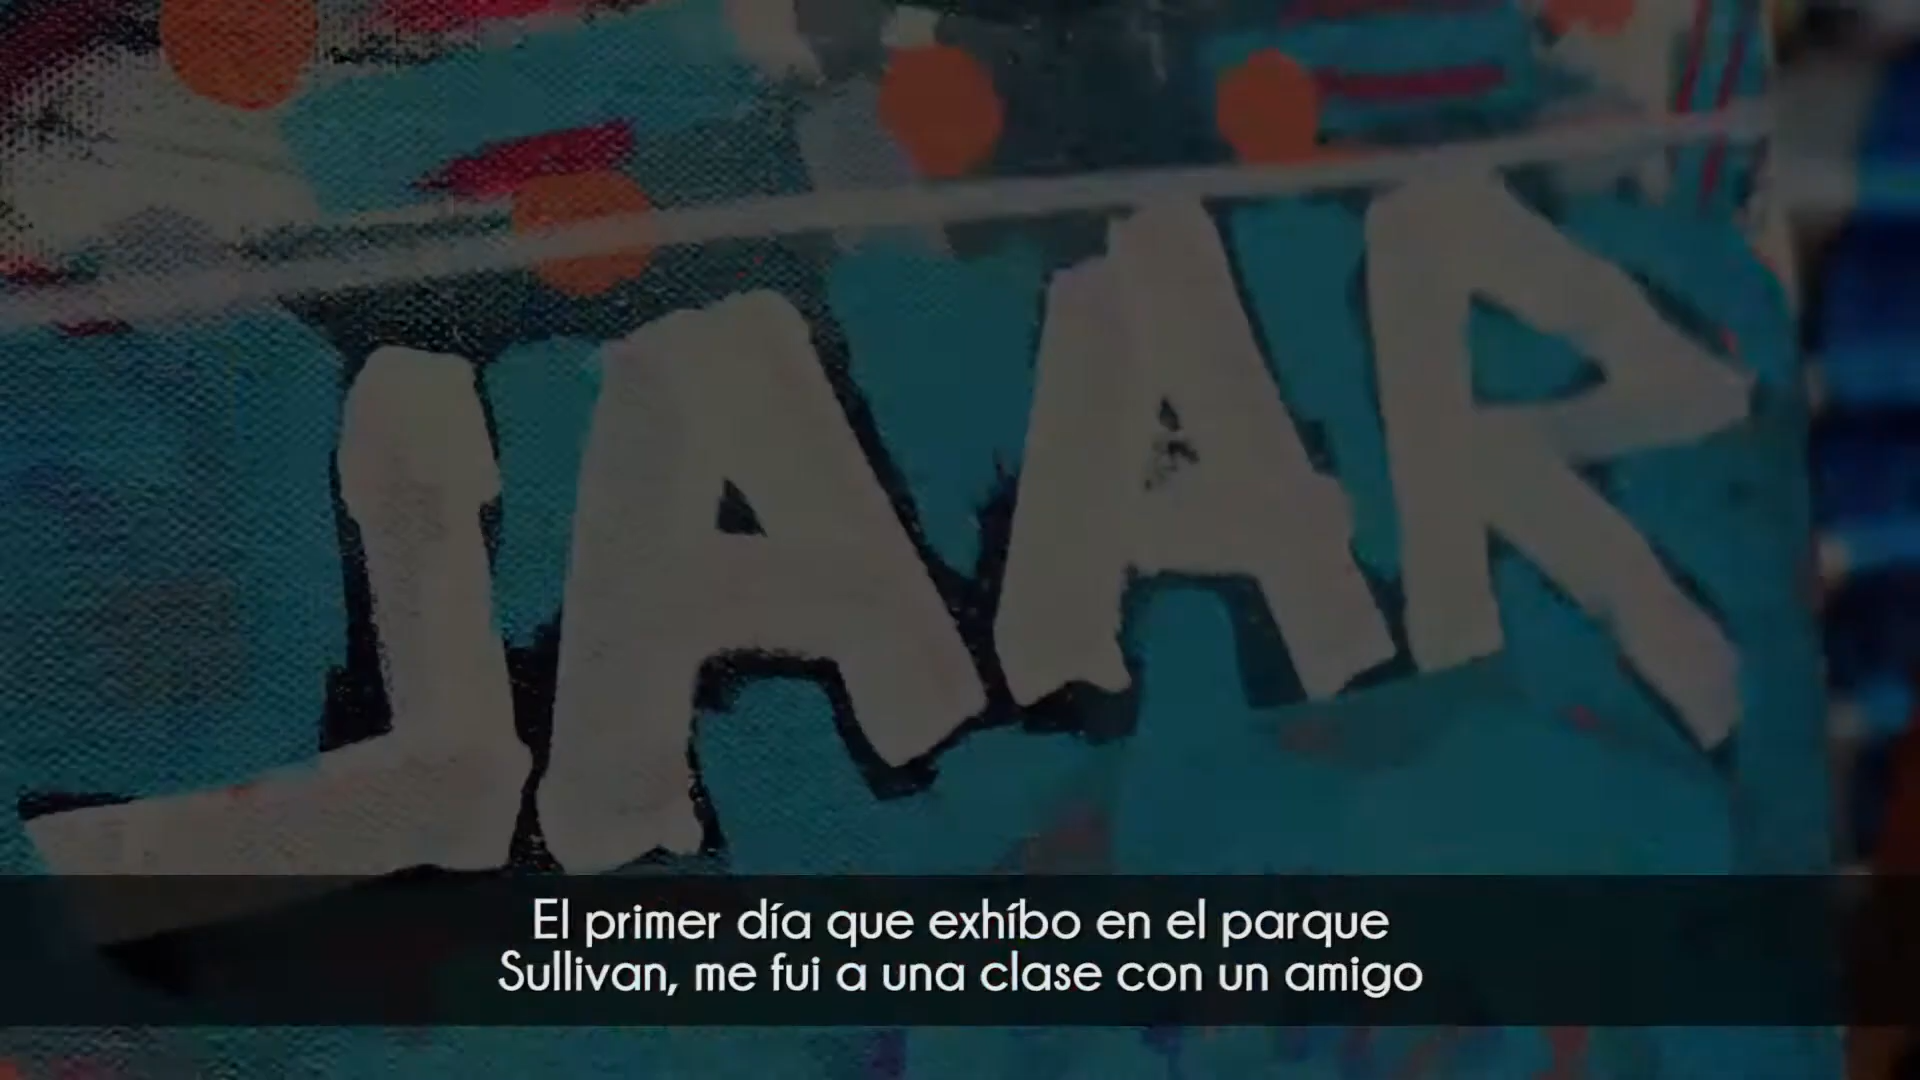 JAAR
El primer día que exhíbo en el parque
Sullivan, me fui a una clase con un amigo